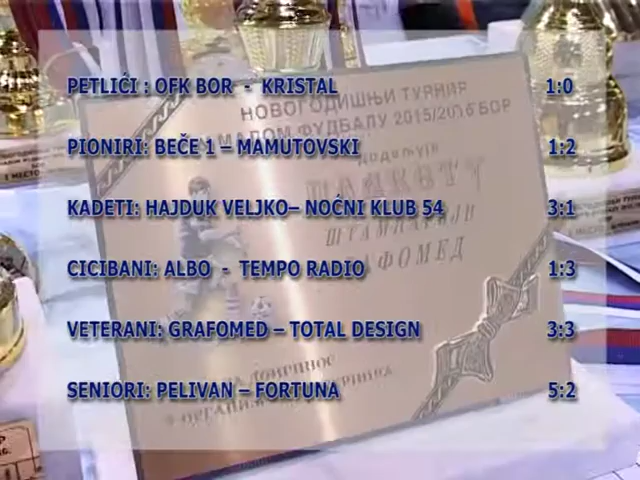 PETLIĆI : OFK BOR - KRISTAL 1:0
НОВОГОДИШЊИ ТУРНИР
МАЛОМ ФУДБАЛУ 2015/2016 БОР
PIONIRI: BEČE 1 – MAMUTOVSKI 1:2
KADETI: HAJDUK VELJKO– NOĆNI KLUB 54 3:1
ШТАМПАРИЈИ
CICIBANI: ALBO - TEMPO RADIO 1:3
VETERANI: GRAFOMED – TOTAL DESIGN 3:3
SENIORI: PELIVAN – FORTUNA 5:2